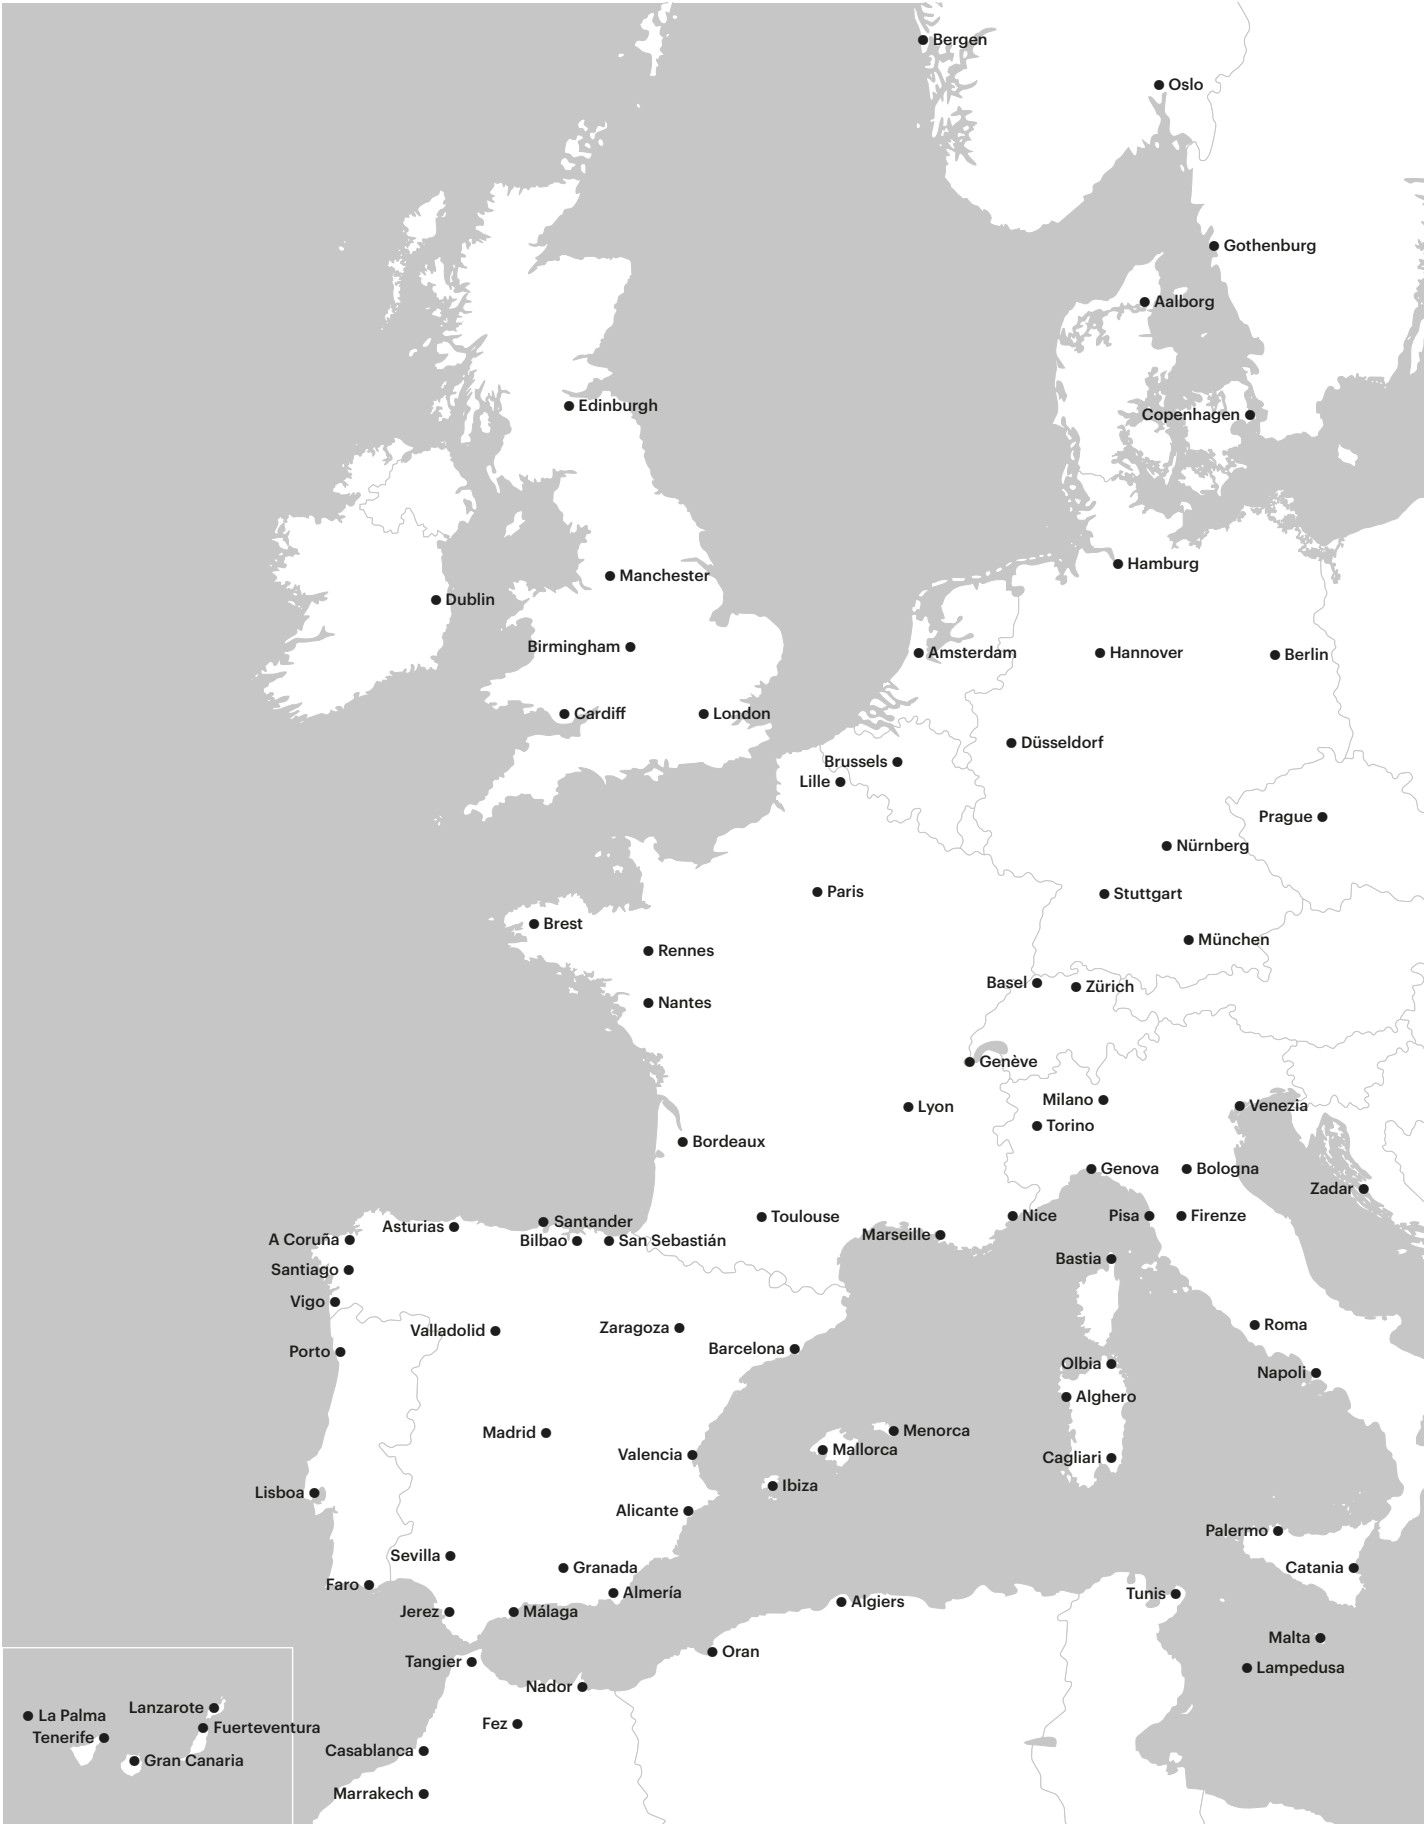 Bergen
Oslo
Gothenburg
Aalborg
Edinburgh
Copenhagen
Hamburg
Manchester
Dublin
Birmingham
Amsterdam
Hannover
Berlin
Cardiff
London
Düsseldorf
Brussels
Lille
Prague
Nürnberg
Paris
Stuttgart
Brest
München
Rennes
Basel
Zürich
Nantes
Genève
Milano
Lyon
Venezia
Torino
Bordeaux
Genova
Bologna
Zadar
Toulouse
Nice
Pisa
Firenze
Santander
Asturias
Marseille
A Coruña
Bilbao
San Sebastián
Bastia
Santiago
Vigo
Roma
Zaragoza
Valladolid
Barcelona
Porto
Olbia
Napoli
Alghero
Menorca
Madrid
Mallorca
Valencia
Cagliari
Ibiza
Lisboa
Alicante
Palermo
Sevilla
Granada
Catania
Faro
Almería
Tunis
Algiers
Jerez
Málaga
Malta
Oran
Tangier
Lampedusa
Nador
Lanzarote
La Palma
Fez
Fuerteventura
Tenerife
Casablanca
Gran Canaria
Marrakech